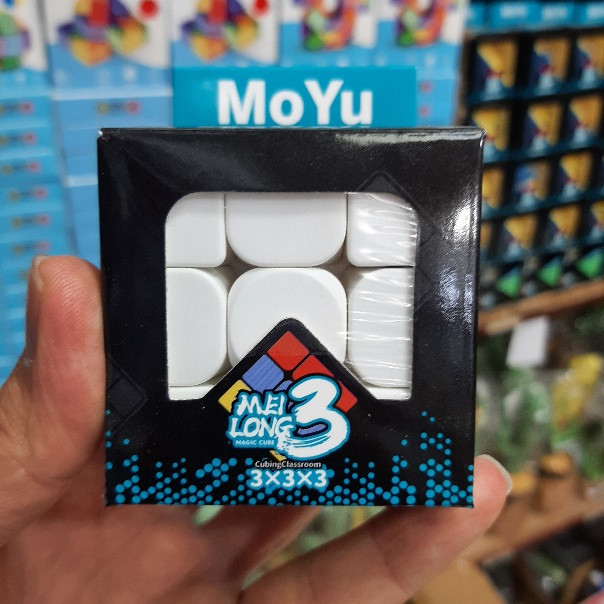 MoYu
MEI
LONG 3
MAGIC CUBE
CubingClassroom
3×3×3